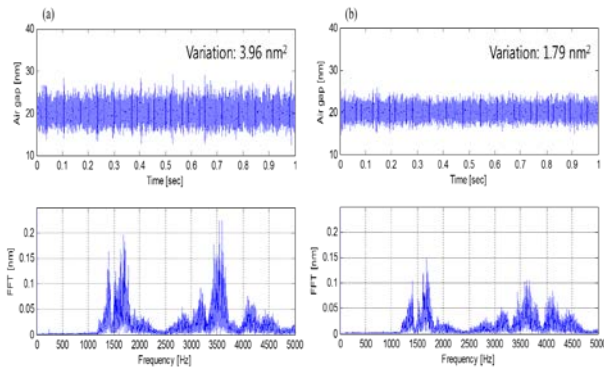 (a)
Variation: 3.96 nm²
40
30
20
10
Air gap [nm]
0 0.1 0.2 0.3 0.4 0.5 0.6 0.7 0.8 0.9 1
Time [sec]
0.2
0.15
0.1
0.05
0
FFT [nm]
0 500 1000 1500 2000 2500 3000 3500 4000 4500 5000
Frequency [Hz]
(b)
Variation: 1.79 nm²
40
30
20
10
Air gap [nm]
0 0.1 0.2 0.3 0.4 0.5 0.6 0.7 0.8 0.9 1
Time [sec]
0.2
0.15
0.1
0.05
0
FFT [nm]
0 500 1000 1500 2000 2500 3000 3500 4000 4500 5000
Frequency [Hz]